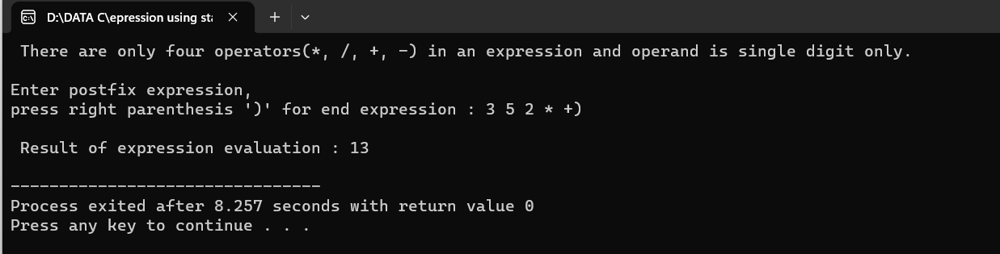 D:\DATA C\epression using sta
There are only four operators(*, /, +, -) in an expression and operand is single digit only.
Enter postfix expression,
press right parenthesis ')' for end expression : 3 5 2 * +)
Result of expression evaluation : 13
--------------------------------
Process exited after 8.257 seconds with return value 0
Press any key to continue . . .